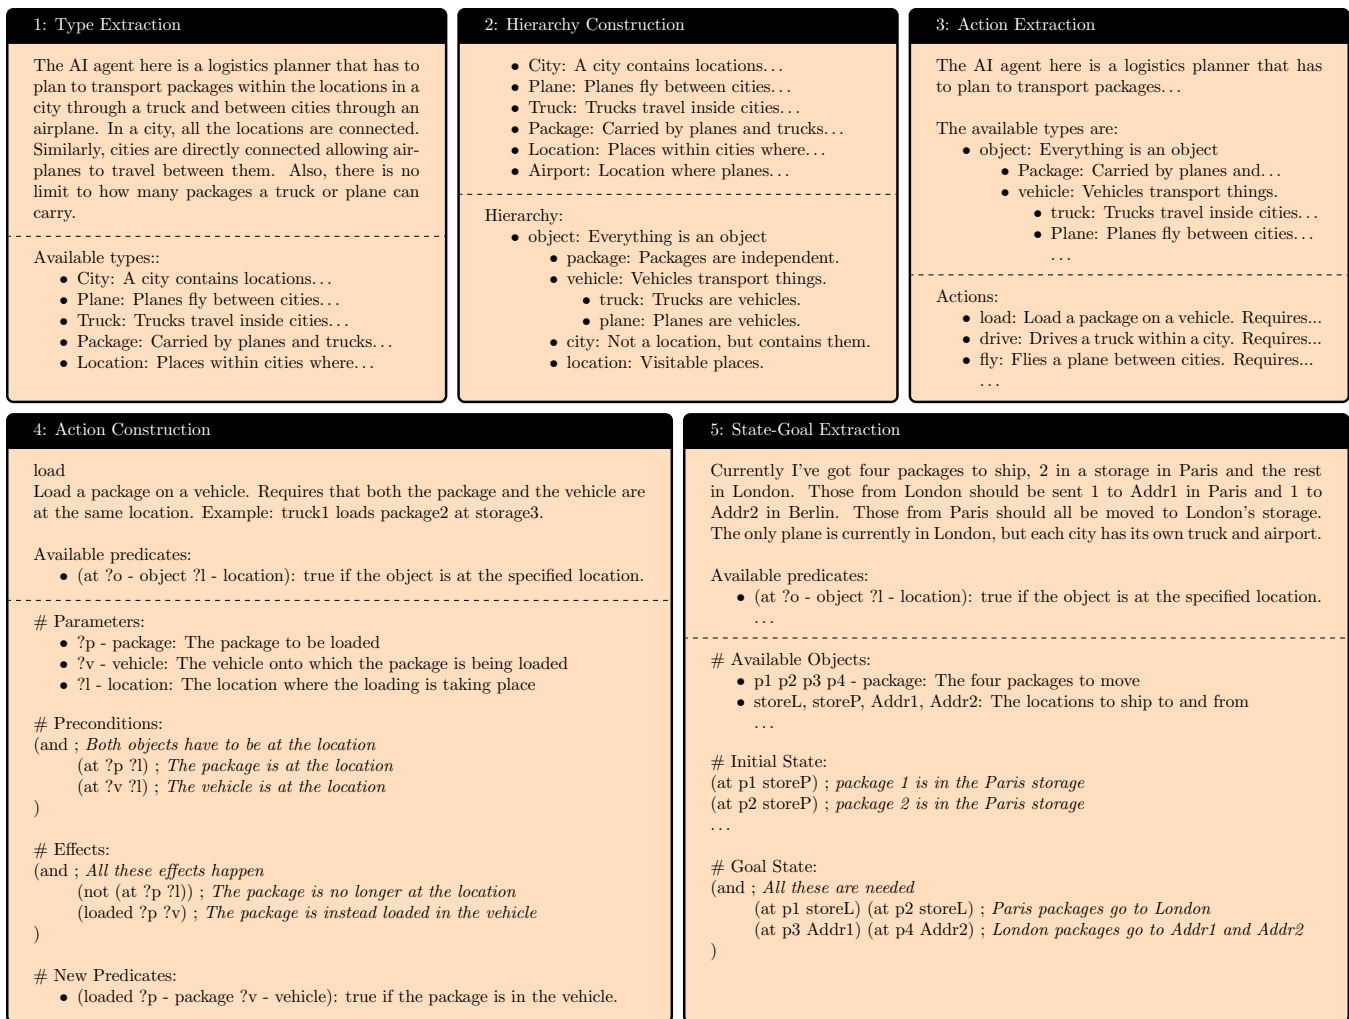 1: Type Extraction
The AI agent here is a logistics planner that has to
plan to transport packages within the locations in a
city through a truck and between cities through an
airplane. In a city, all the locations are connected.
Similarly, cities are directly connected allowing air-
planes to travel between them. Also, there is no
limit to how many packages a truck or plane can
carry.
Available types::
• City: A city contains locations...
• Plane: Planes fly between cities...
• Truck: Trucks travel inside cities...
• Package: Carried by planes and trucks...
• Location: Places within cities where...
2: Hierarchy Construction
• City: A city contains locations...
• Plane: Planes fly between cities...
• Truck: Trucks travel inside cities...
• Package: Carried by planes and trucks...
• Location: Places within cities where...
• Airport: Location where planes...
Hierarchy:
• object: Everything is an object
• package: Packages are independent.
• vehicle: Vehicles transport things.
• truck: Trucks are vehicles.
• plane: Planes are vehicles.
• city: Not a location, but contains them.
• location: Visitable places.
3: Action Extraction
The AI agent here is a logistics planner that has
to plan to transport packages...
The available types are:
• object: Everything is an object
• Package: Carried by planes and...
• vehicle: Vehicles transport things.
• truck: Trucks travel inside cities...
• Plane: Planes fly between cities...
...
Actions:
• load: Load a package on a vehicle. Requires...
• drive: Drives a truck within a city. Requires...
• fly: Flies a plane between cities. Requires...
...
4: Action Construction
load
Load a package on a vehicle. Requires that both the package and the vehicle are
at the same location. Example: truck1 loads package2 at storage3.
Available predicates:
• (at ?o - object ?l - location): true if the object is at the specified location.
# Parameters:
• ?p - package: The package to be loaded
• ?v - vehicle: The vehicle onto which the package is being loaded
• ?l - location: The location where the loading is taking place
# Preconditions:
(and ; Both objects have to be at the location
(at ?p ?l) ; The package is at the location
(at ?v ?l) ; The vehicle is at the location
)
# Effects:
(and ; All these effects happen
(not (at ?p ?l)) ; The package is no longer at the location
(loaded ?p ?v) ; The package is instead loaded in the vehicle
)
# New Predicates:
• (loaded ?p - package ?v - vehicle): true if the package is in the vehicle.
5: State-Goal Extraction
Currently I've got four packages to ship, 2 in a storage in Paris and the rest
in London. Those from London should be sent 1 to Addr1 in Paris and 1 to
Addr2 in Berlin. Those from Paris should all be moved to London's storage.
The only plane is currently in London, but each city has its own truck and airport.
Available predicates:
• (at ?o - object ?l - location): true if the object is at the specified location.
...
# Available Objects:
• p1 p2 p3 p4 - package: The four packages to move
• storeL, storeP, Addr1, Addr2: The locations to ship to and from
...
# Initial State:
(at p1 storeP) ; package 1 is in the Paris storage
(at p2 storeP) ; package 2 is in the Paris storage
...
# Goal State:
(and ; All these are needed
(at p1 storeL) (at p2 storeL) ; Paris packages go to London
(at p3 Addr1) (at p4 Addr2) ; London packages go to Addr1 and Addr2
)